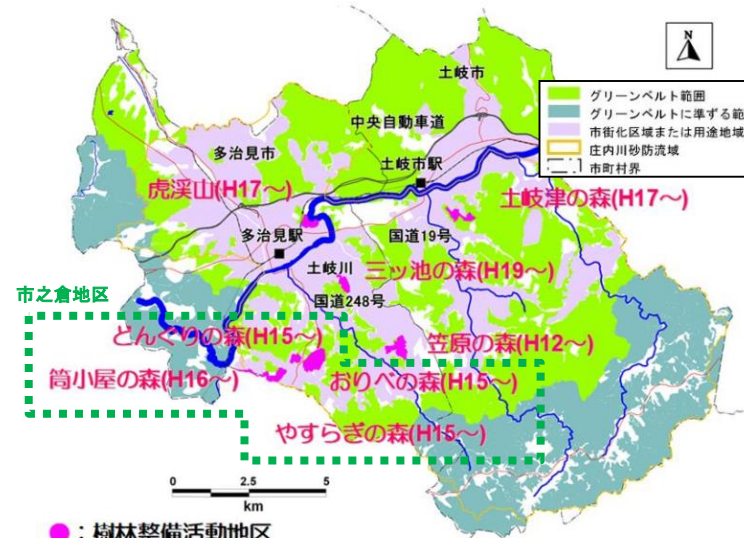 N
土岐市
グリーンベルト範囲
グリーンベルトに準ずる範
市街化区域または用途地域
庄内川砂防流域
市町村界
中央自動車道
多治見市
土岐市駅
虎渓山(H17～)
土岐津の森(H17～)
多治見駅
国道19号
土岐川
三ッ池の森(H19～)
市之倉地区
国道248号
どんぐりの森(H15～)
笠原の森(H12～)
筒小屋の森(H16～)
おりべの森(H15～)
やすらぎの森(H15～)
0 2.5 5
km
：樹林整備活動地区